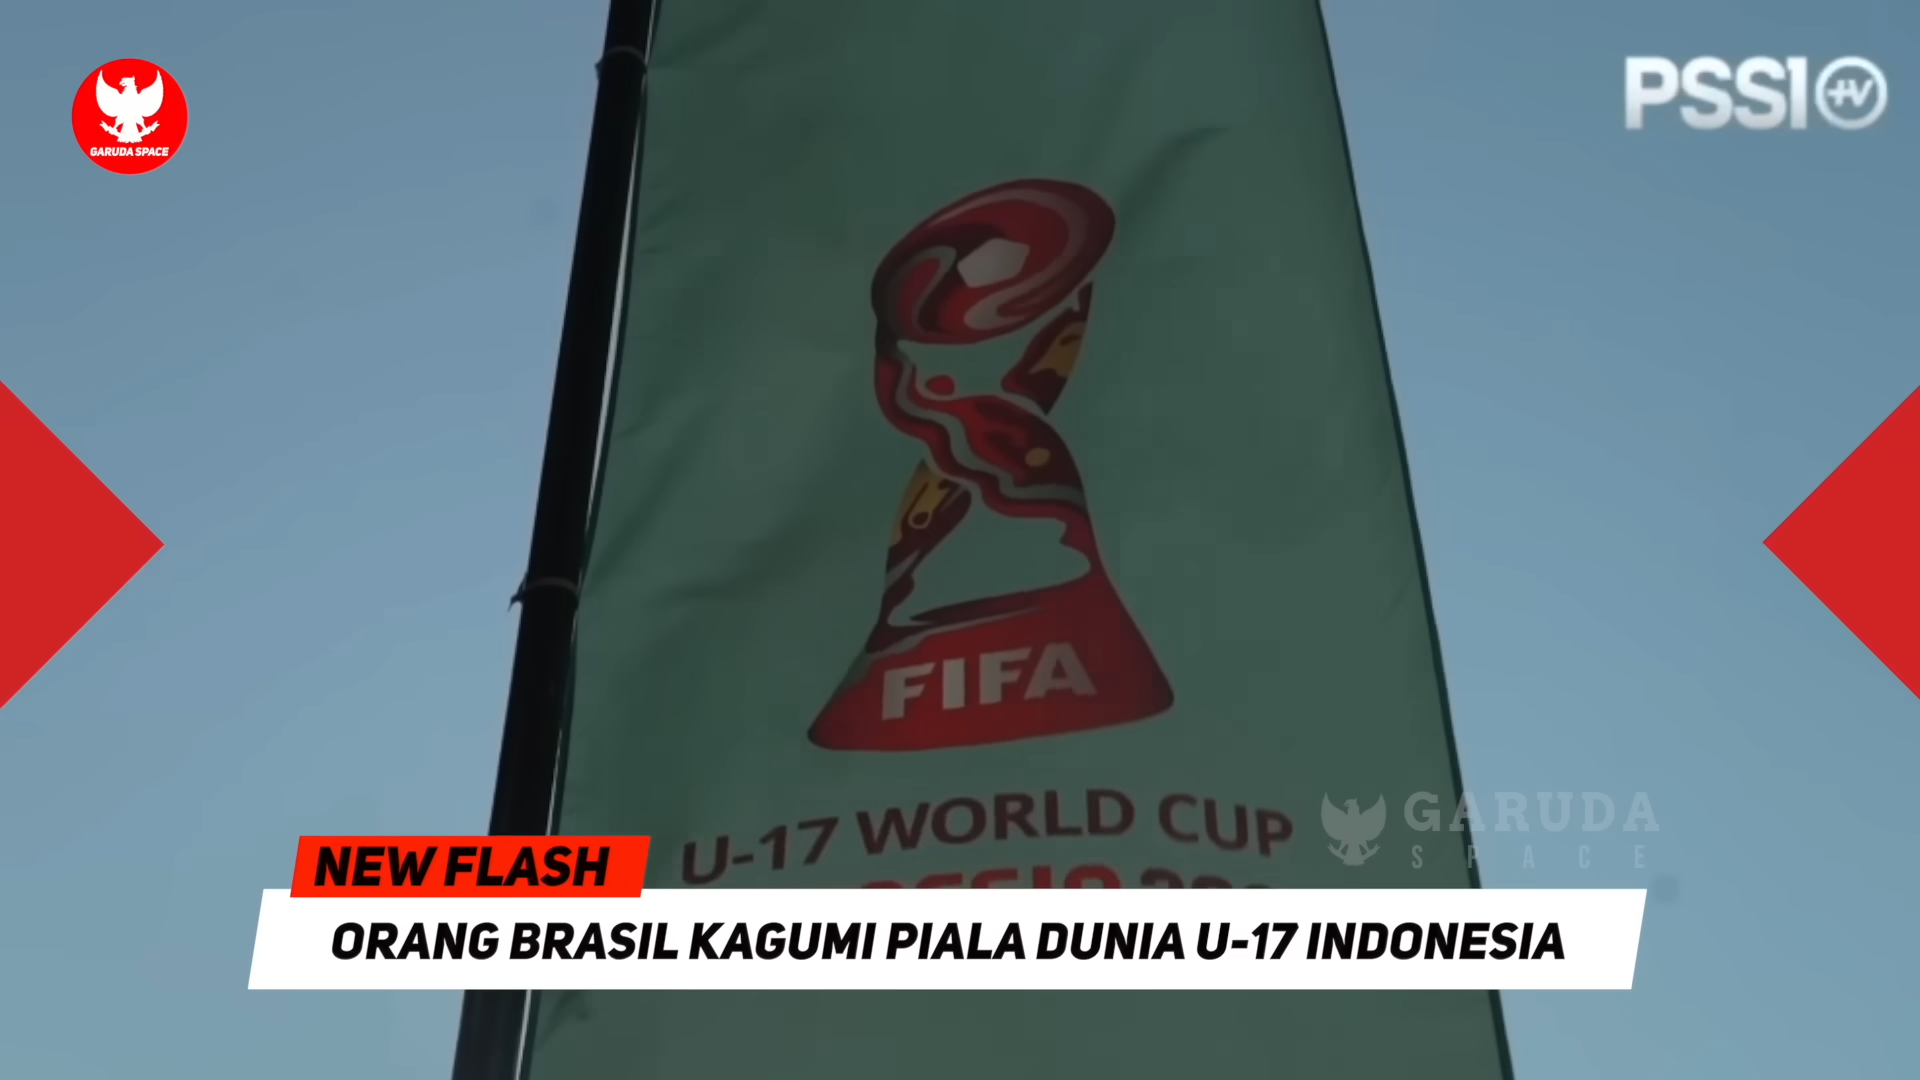 GARUDA SPACE
PSSI tv
FIFA
U-17 WORLD CUP
GARUDA
SPACE
NEW FLASH
ORANG BRASIL KAGUMI PIALA DUNIA U-17 INDONESIA